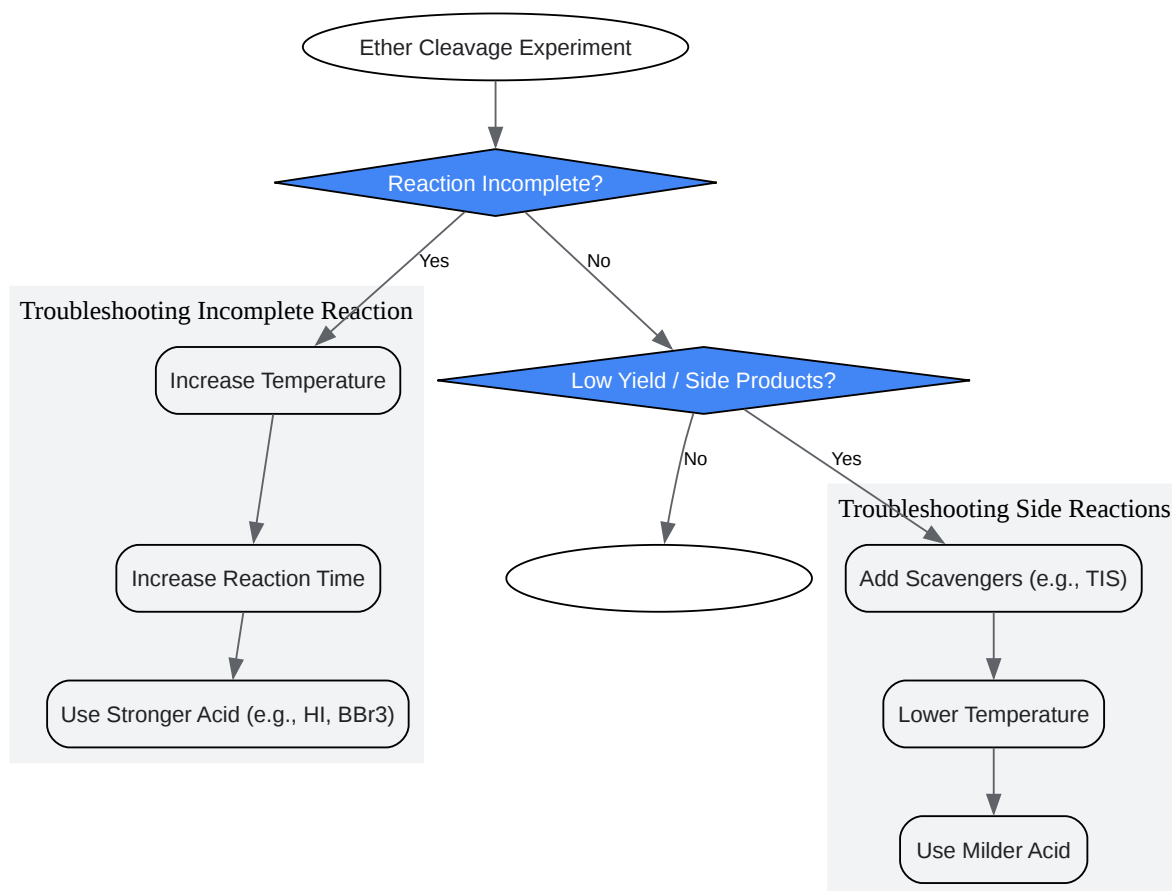 Ether Cleavage Experiment
Reaction Incomplete?
Yes
No
Troubleshooting Incomplete Reaction
Increase Temperature
Low Yield / Side Products?
No
Yes
Troubleshooting Side Reactions
Increase Reaction Time
Add Scavengers (e.g., TIS)
Use Stronger Acid (e.g., HI, BBr3)
Lower Temperature
Use Milder Acid